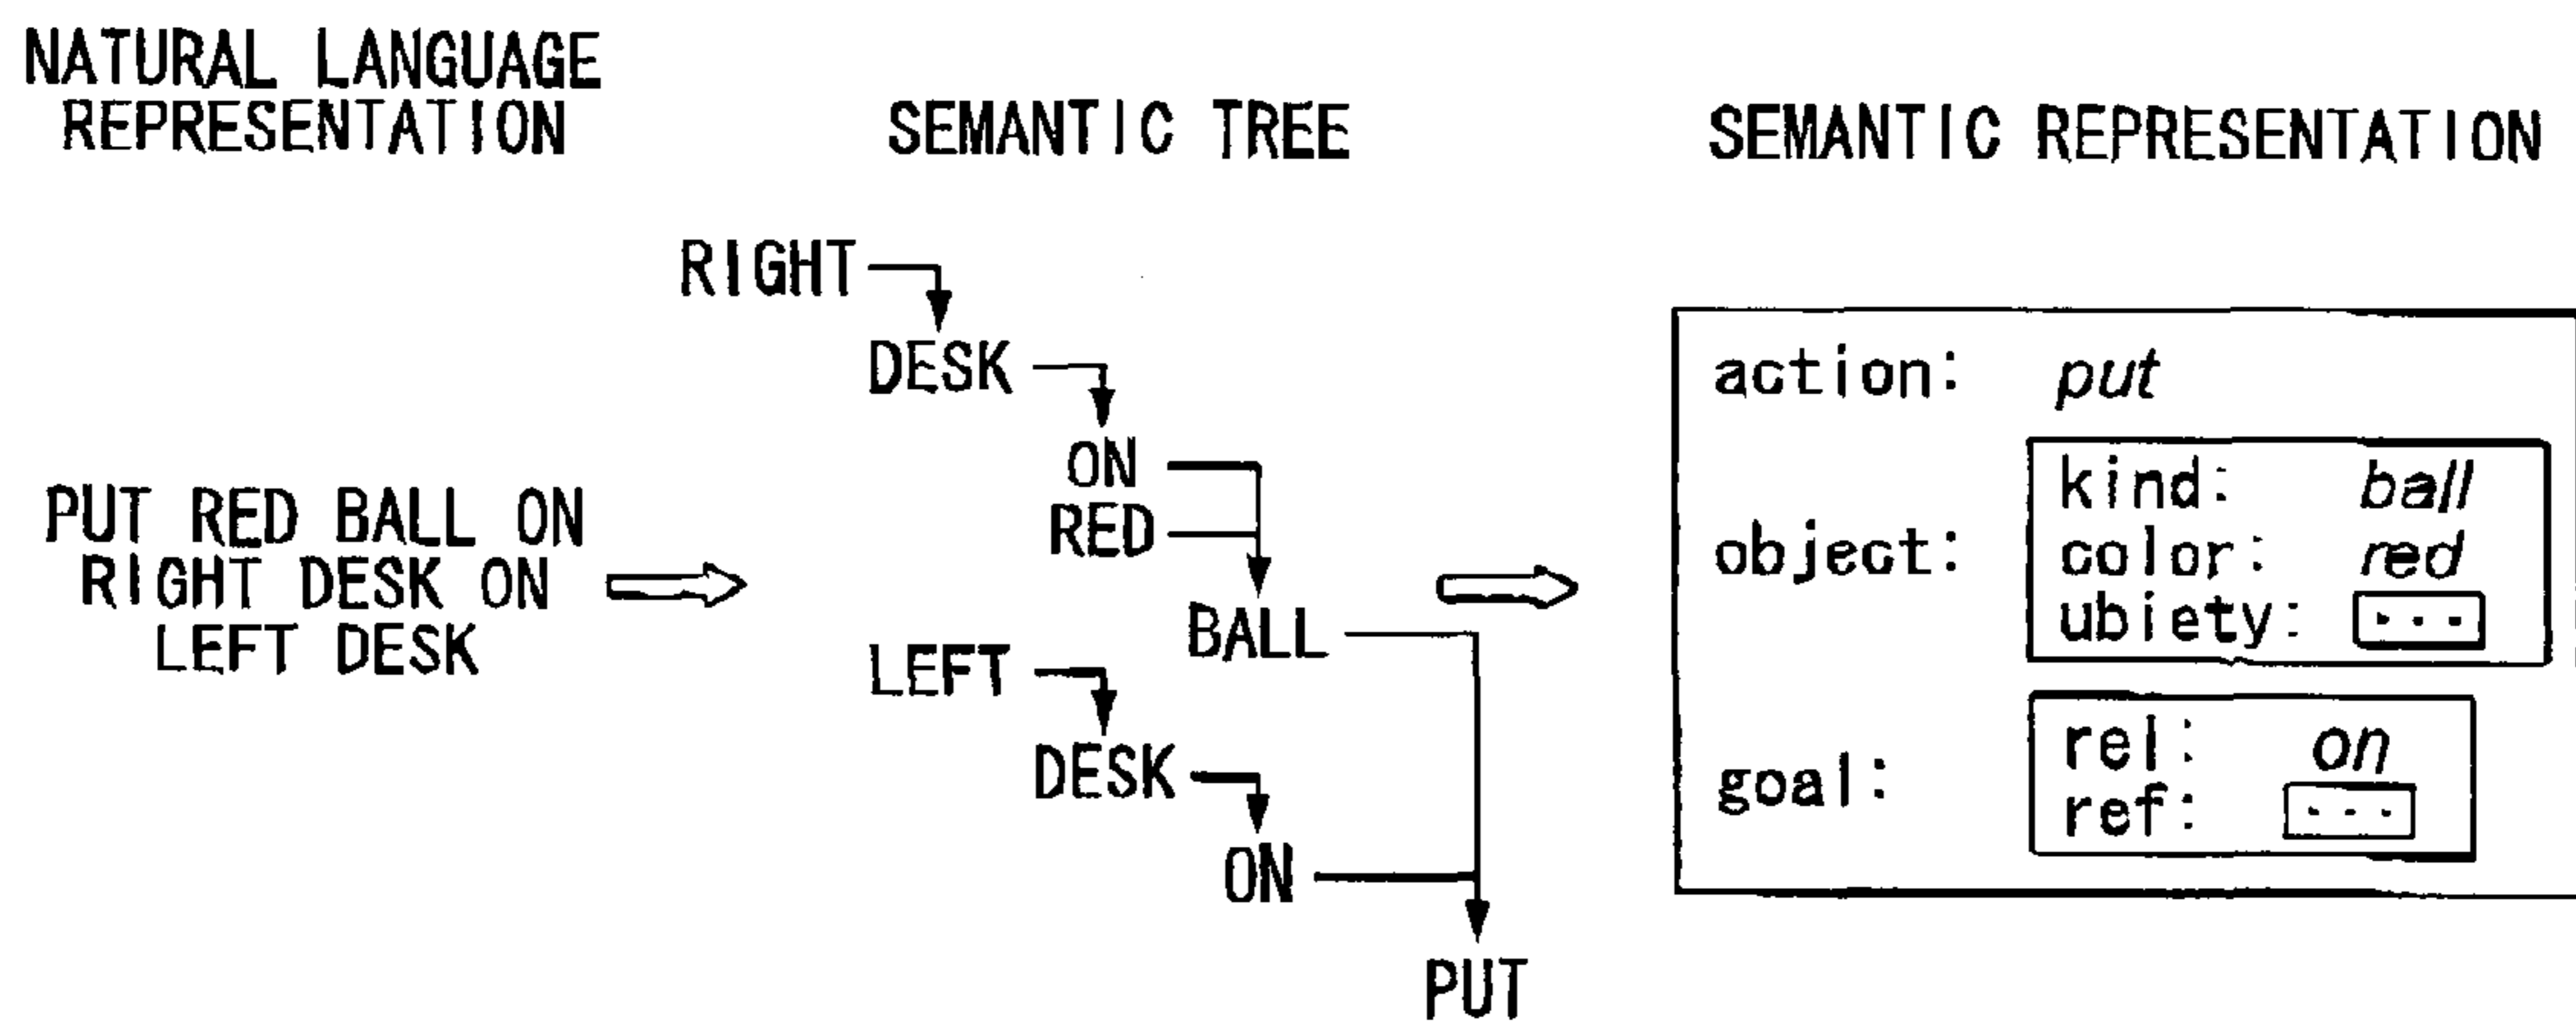 NATURAL LANGUAGE
REPRESENTATION
SEMANTIC TREE
SEMANTIC REPRESENTATION
PUT RED BALL ON
RIGHT DESK ON
LEFT DESK
RIGHT
DESK
ON
RED
BALL
LEFT
DESK
ON
PUT
action: put
object:
kind: ball
color: red
ubiety: ...
goal:
rel: on
ref: ...